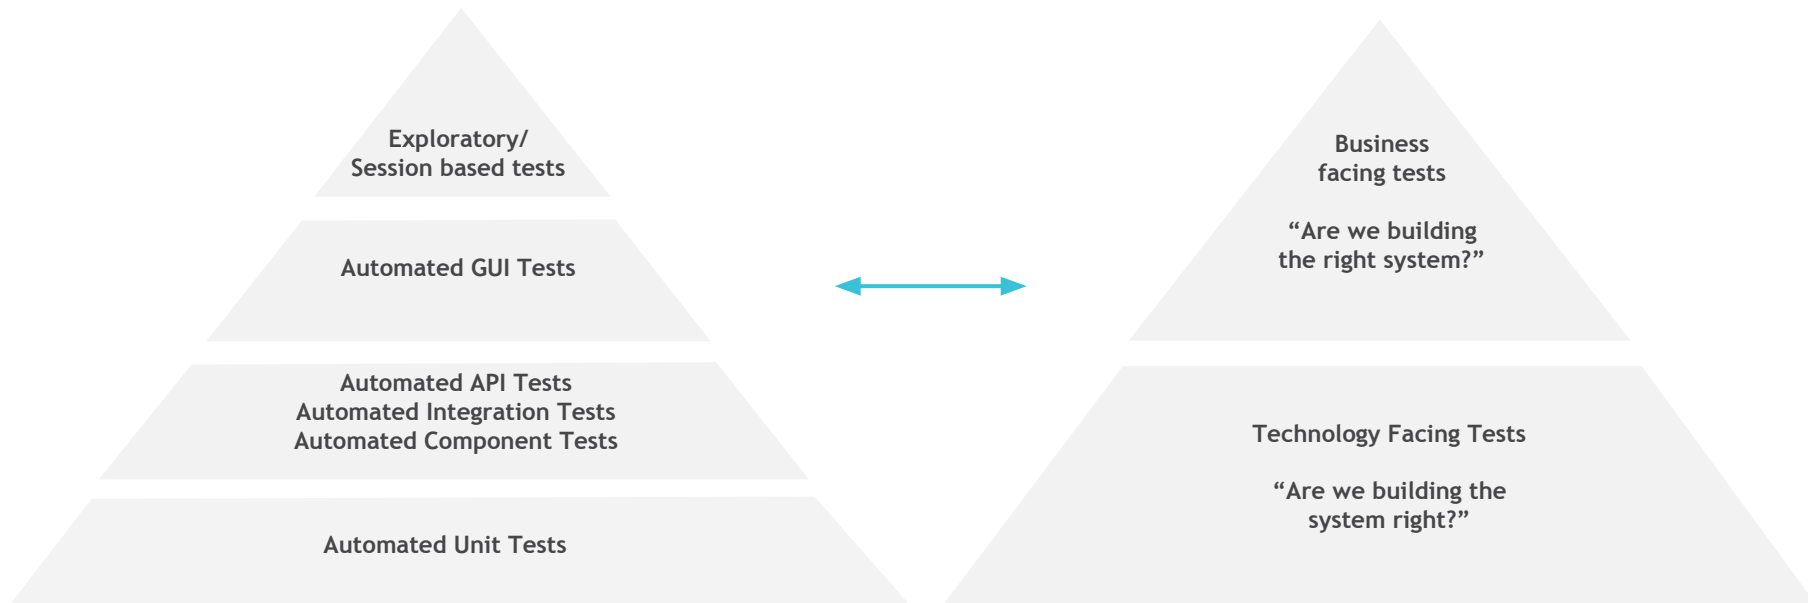 Exploratory/
Session based tests
Automated GUI Tests
Automated API Tests
Automated Integration Tests
Automated Component Tests
Automated Unit Tests
Business
facing tests
“Are we building
the right system?”
Technology Facing Tests
“Are we building the
system right?”